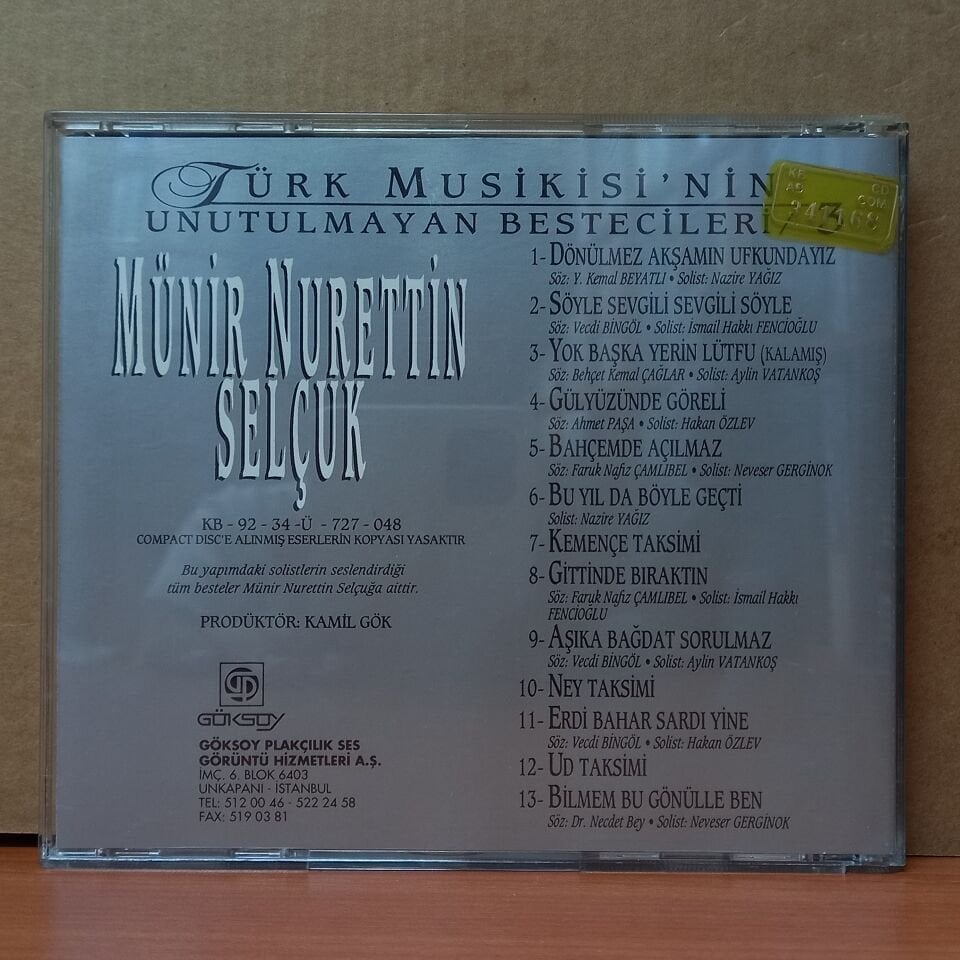 TÜRK MUSİKİSİ'NİN
UNUTULMAYAN BESTECİLERİ
MÜNİR NURETTİN
SELÇUK
KB - 92 - 34 -Ü - 727 - 048
COMPACT DISC'E ALINMIŞ ESERLERİN KOPYASI YASAKTIR
Bu yapımdaki solistlerin seslendirdiği
tüm besteler Münir Nurettin Selçuğa aittir.
PRODÜKTÖR: KAMİL GÖK
GÖKSOY
GÖKSOY PLAKÇILIK SES
GÖRÜNTÜ HİZMETLERİ A.Ş.
İMÇ. 6. BLOK 6403
UNKAPANI - İSTANBUL
TEL: 512 00 46 - 522 24 58
FAX: 519 03 81
KB CD
AD COM
1- DÖNÜLMEZ AKŞAMIN UFKUNDAYIZ
Söz: Y. Kemal BEYATLI • Solist: Nazire YAĞIZ
2- SÖYLE SEVGİLİ SEVGİLİ SÖYLE
Söz: Vecdi BİNGÖL • Solist: İsmail Hakkı FENCİOĞLU
3- YOK BAŞKA YERİN LÜTFU (KALAMIŞ)
Söz: Behçet Kemal ÇAĞLAR • Solist: Aylin VATANKOŞ
4- GÜLYÜZÜNDE GÖRELİ
Söz: Ahmet PAŞA • Solist: Hakan ÖZLEV
5- BAHÇEMDE AÇILMAZ
Söz: Faruk Nafız ÇAMLIBEL • Solist: Neveser GERGİNOK
6- BU YIL DA BÖYLE GEÇTİ
Solist: Nazire YAĞIZ
7- KEMENÇE TAKSİMİ
8- GİTTİNDE BIRAKTIN
Söz: Faruk Nafız ÇAMLIBEL • Solist: İsmail Hakkı
FENCİOĞLU
9- AŞIKA BAĞDAT SORULMAZ
Söz: Vecdi BİNGÖL • Solist: Aylin VATANKOŞ
10- NEY TAKSİMİ
11- ERDİ BAHAR SARDI YİNE
Söz: Vecdi BİNGÖL • Solist: Hakan ÖZLEV
12- UD TAKSİMİ
13- BİLMEM BU GÖNÜLLE BEN
Söz: Dr. Necdet Bey • Solist: Neveser GERGİNOK